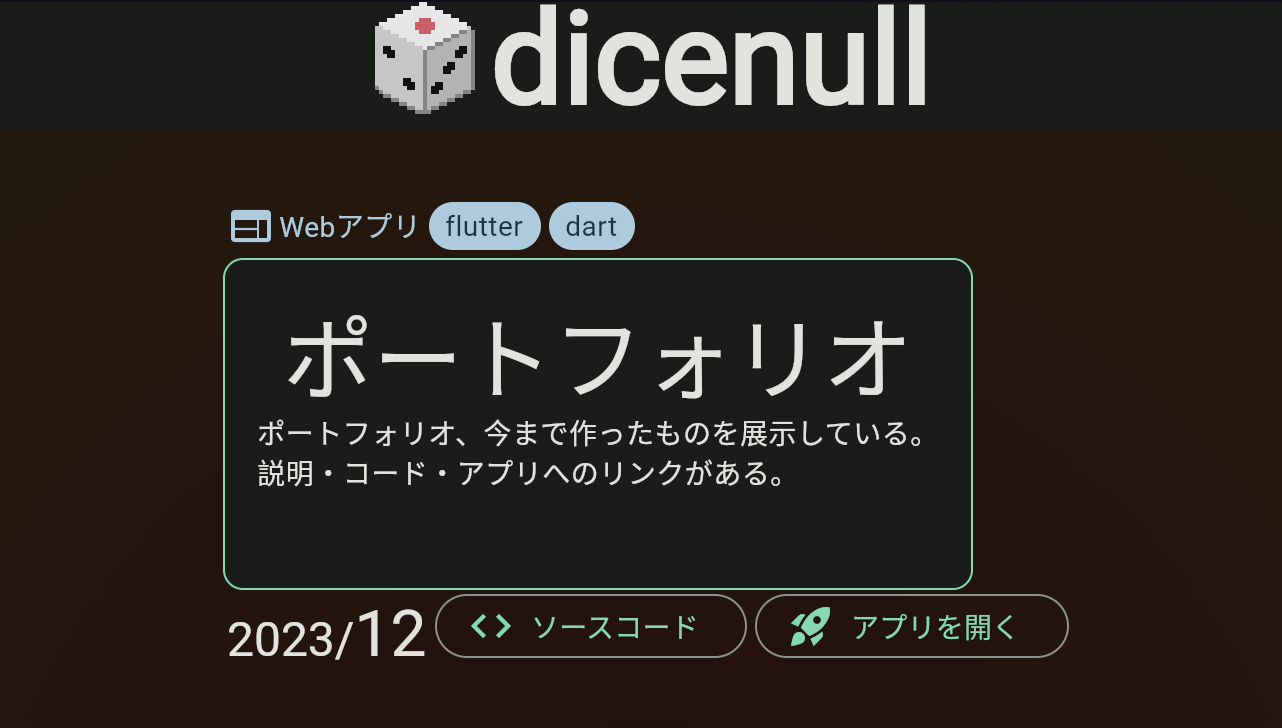 dicenull
Webアプリ flutter dart
ポートフォリオ
ポートフォリオ、今まで作ったものを展示している。
説明・コード・アプリへのリンクがある。
2023/12 ソースコード アプリを開く